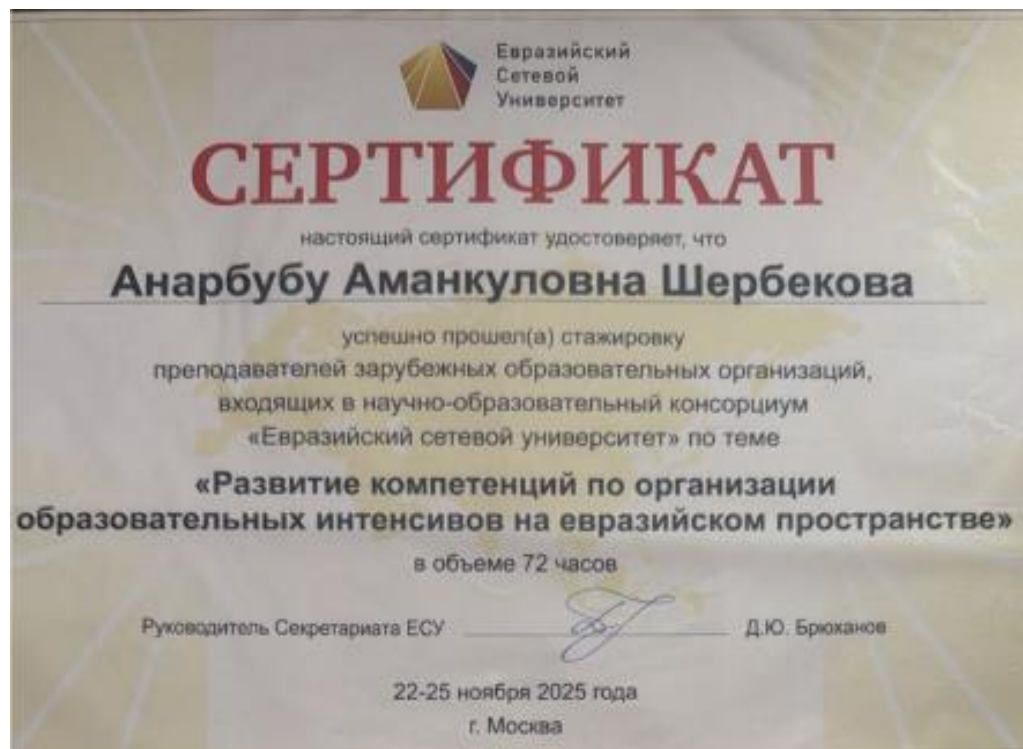 Евразийский
Сетевой
Университет
СЕРТИФИКАТ
настоящий сертификат удостоверяет, что
Анарбубу Аманкуловна Шербекова
успешно прошел(а) стажировку
преподавателей зарубежных образовательных организаций,
входящих в научно-образовательный консорциум
«Евразийский сетевой университет» по теме
«Развитие компетенций по организации
образовательных интенсивов на евразийском пространстве»
в объеме 72 часов
Руководитель Секретариата ЕСУ Д.Ю. Брюханов
22-25 ноября 2025 года
г. Москва